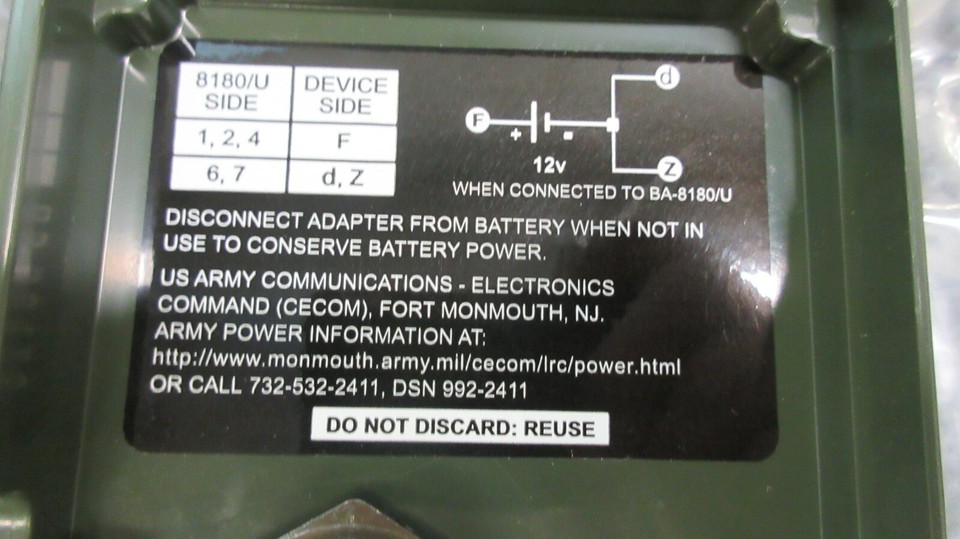 8180/U SIDE DEVICE SIDE
1, 2, 4 F
6, 7 d, Z
d
F
+ -
12v
Z
WHEN CONNECTED TO BA-8180/U
DISCONNECT ADAPTER FROM BATTERY WHEN NOT IN
USE TO CONSERVE BATTERY POWER.
US ARMY COMMUNICATIONS - ELECTRONICS
COMMAND (CECOM), FORT MONMOUTH, NJ.
ARMY POWER INFORMATION AT:
http://www.monmouth.army.mil/cecom/lrc/power.html
OR CALL 732-532-2411, DSN 992-2411
DO NOT DISCARD: REUSE